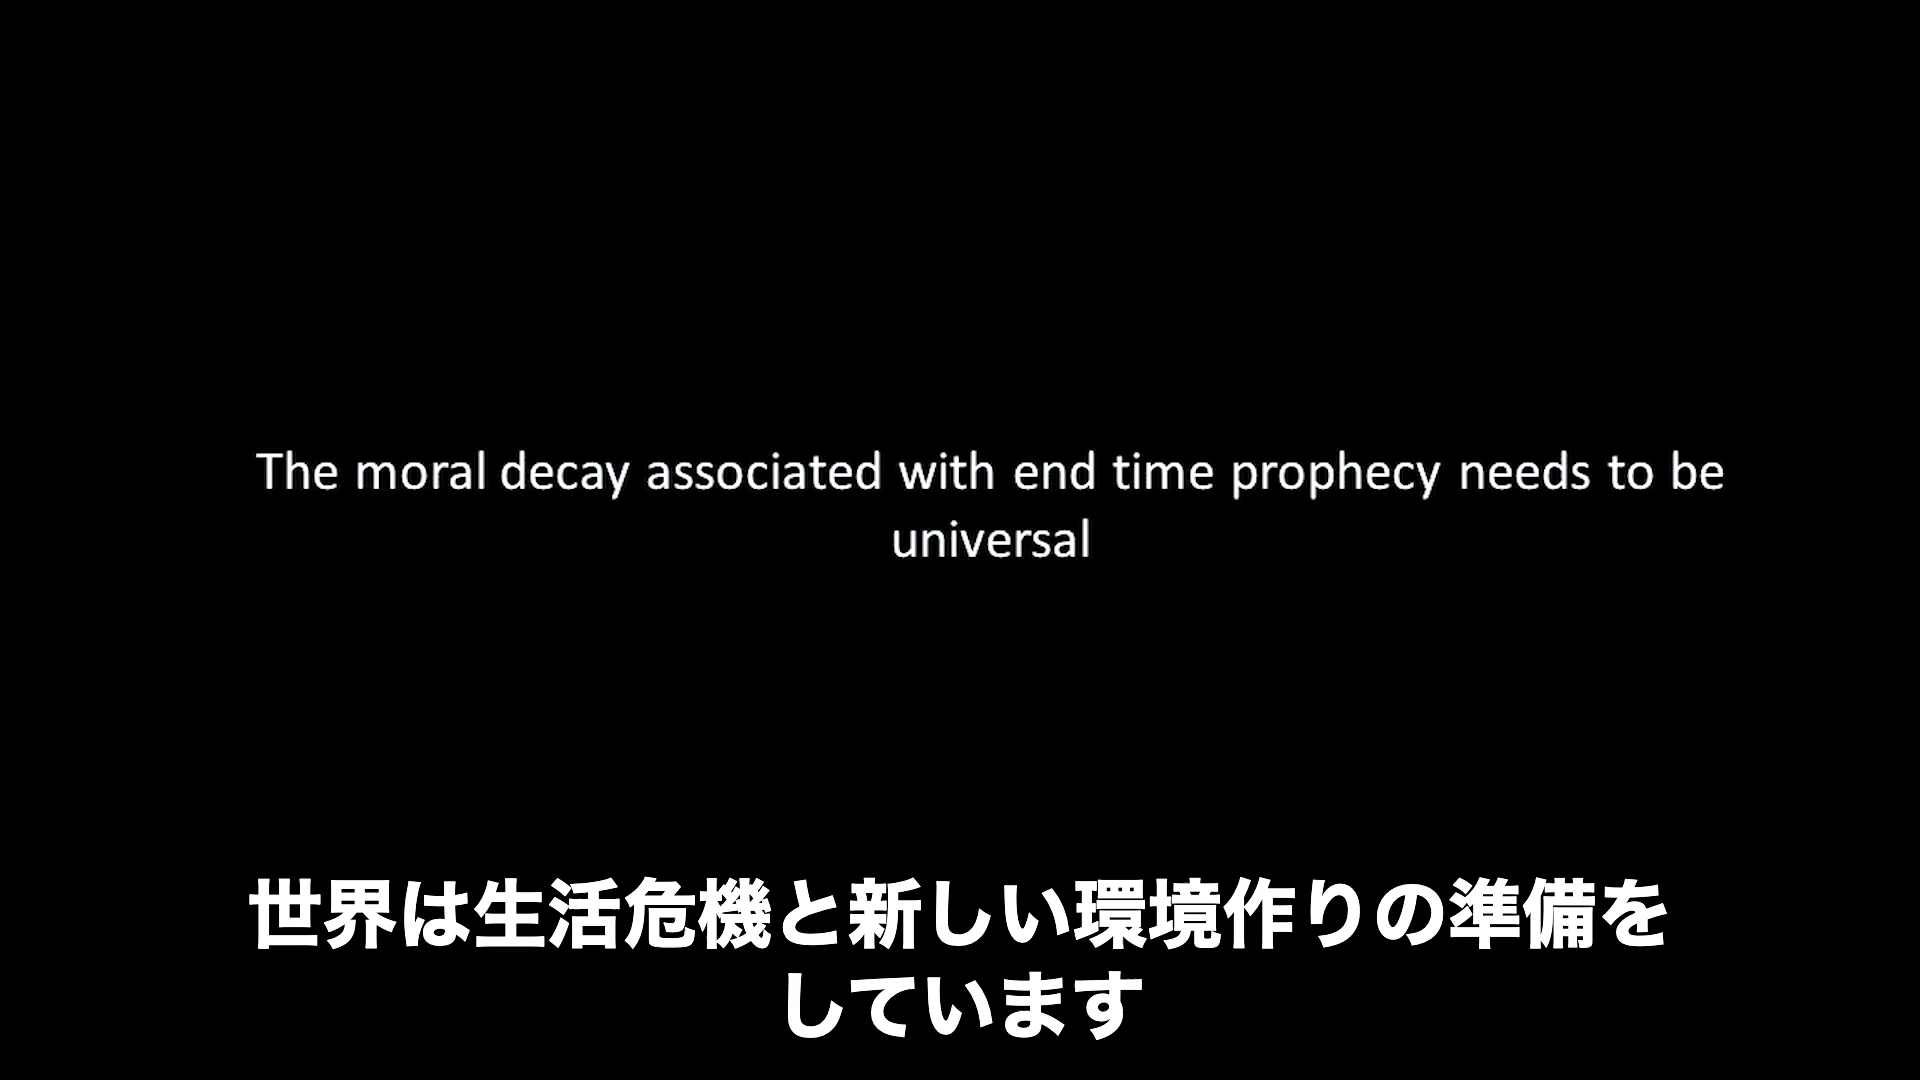 The moral decay associated with end time prophecy needs to be
universal
世界は生活危機と新しい環境作りの準備を
しています